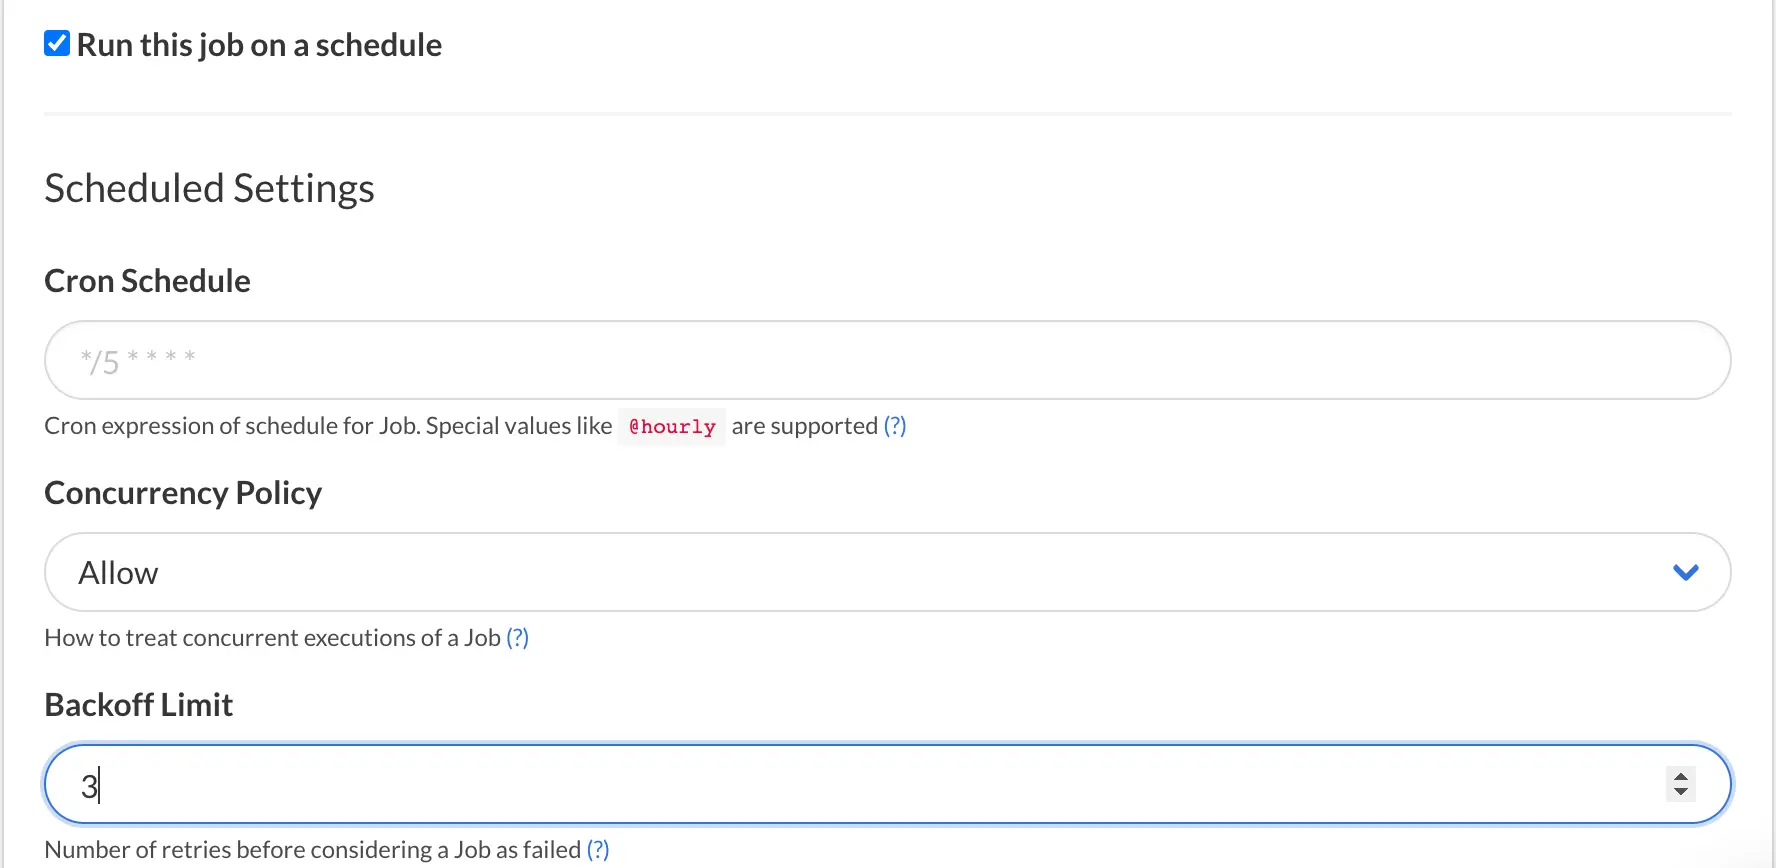 Run this job on a schedule
Scheduled Settings
Cron Schedule
*/5 * * * *
Cron expression of schedule for Job. Special values like @hourly are supported (?)
Concurrency Policy
Allow
How to treat concurrent executions of a Job (?)
Backoff Limit
3
Number of retries before considering a Job as failed (?)